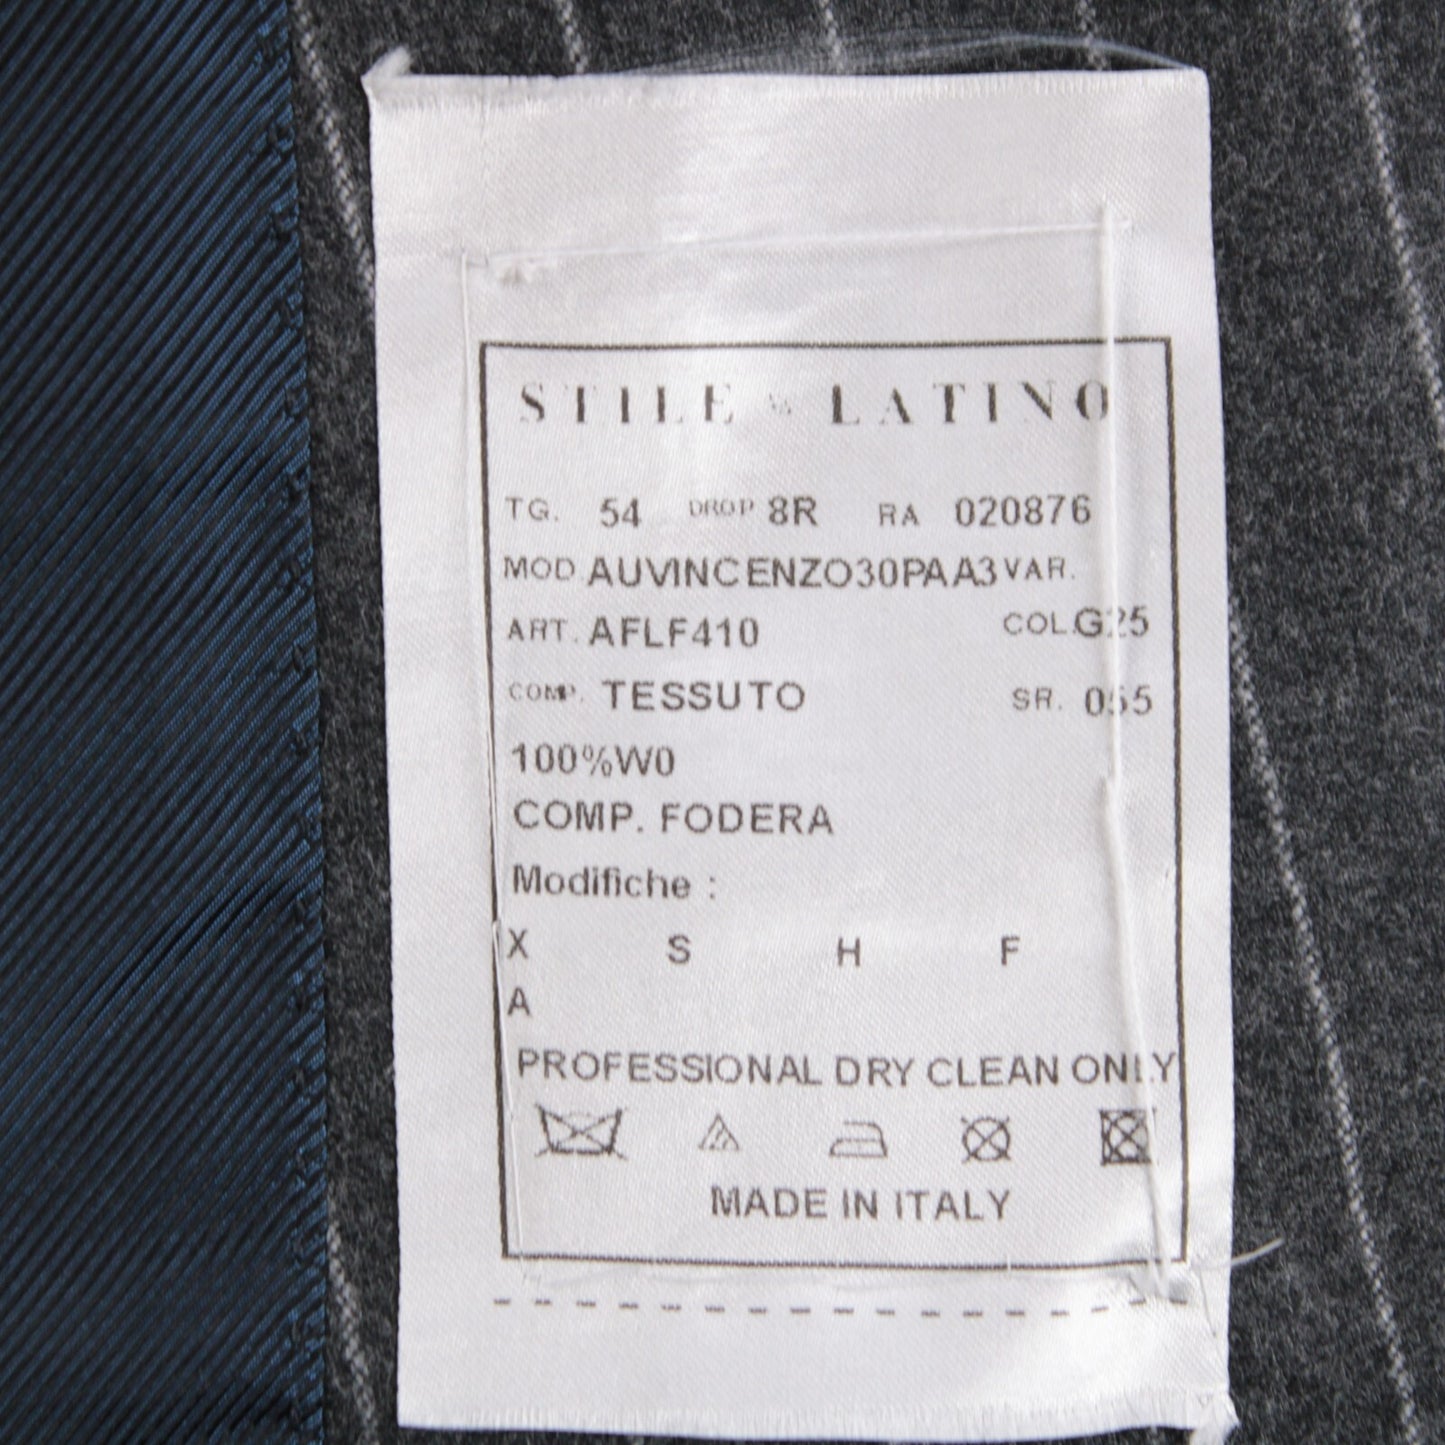 STILE LATINO
TG. 54 DROP 8R RA 020876
MOD. AUVINCENZO30PAA3 VAR.
ART. AFLF410 COL. G25
COMP. TESSUTO SR. 055
100%W0
COMP. FODERA
Modifiche :
X S H F
A
PROFESSIONAL DRY CLEAN ONLY
MADE IN ITALY